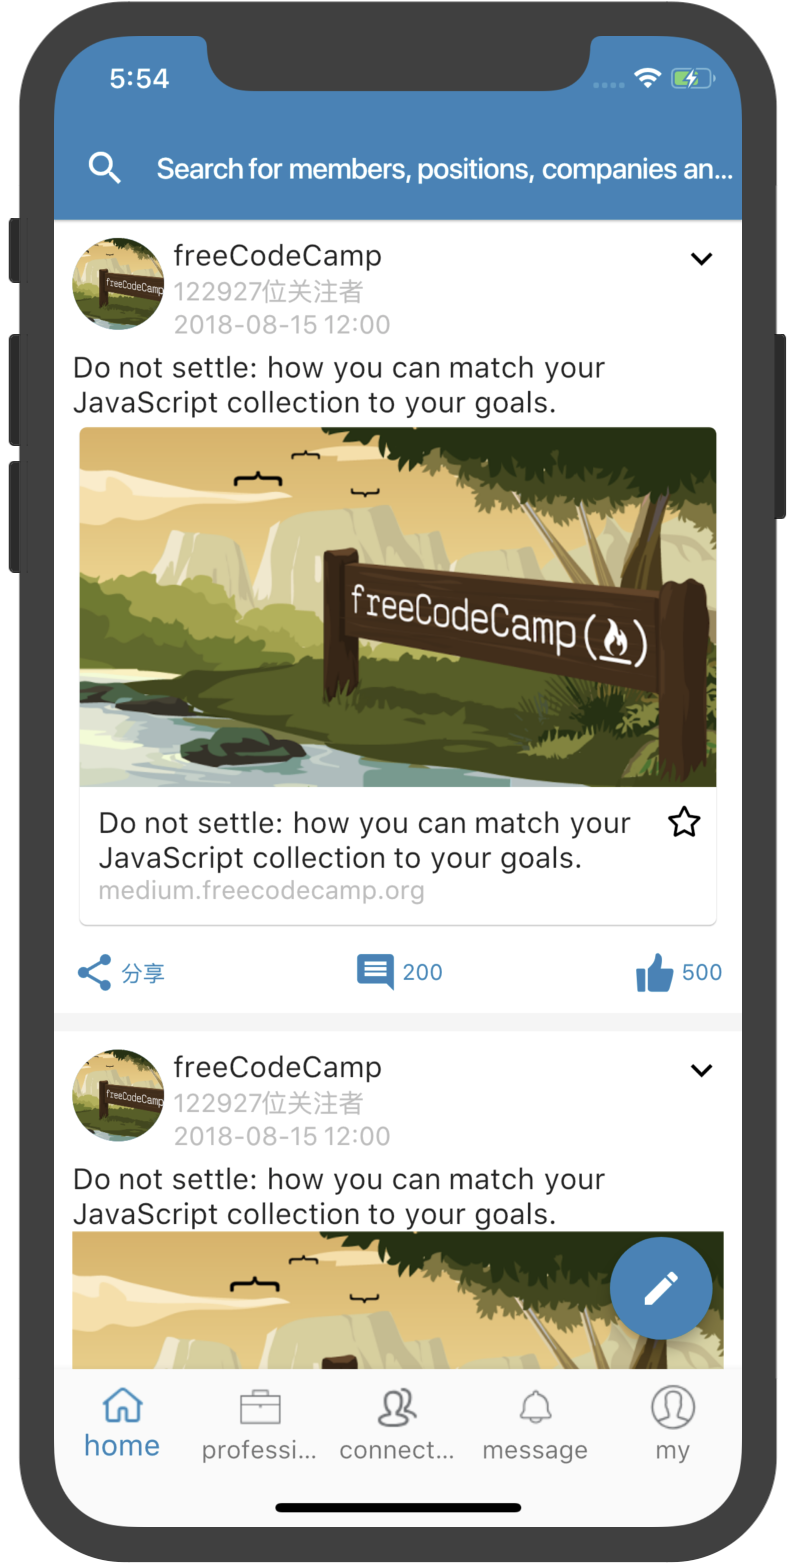 5:54
Search for members, positions, companies an...
freeCodeCamp
freeCodeCamp
122927位关注者
2018-08-15 12:00
Do not settle: how you can match your
JavaScript collection to your goals.
freeCodeCamp(🔥)
Do not settle: how you can match your
JavaScript collection to your goals.
medium.freecodecamp.org
分享
200
500
freeCodeCamp
freeCodeCamp
122927位关注者
2018-08-15 12:00
Do not settle: how you can match your
JavaScript collection to your goals.
home
professi...
connect...
message
my